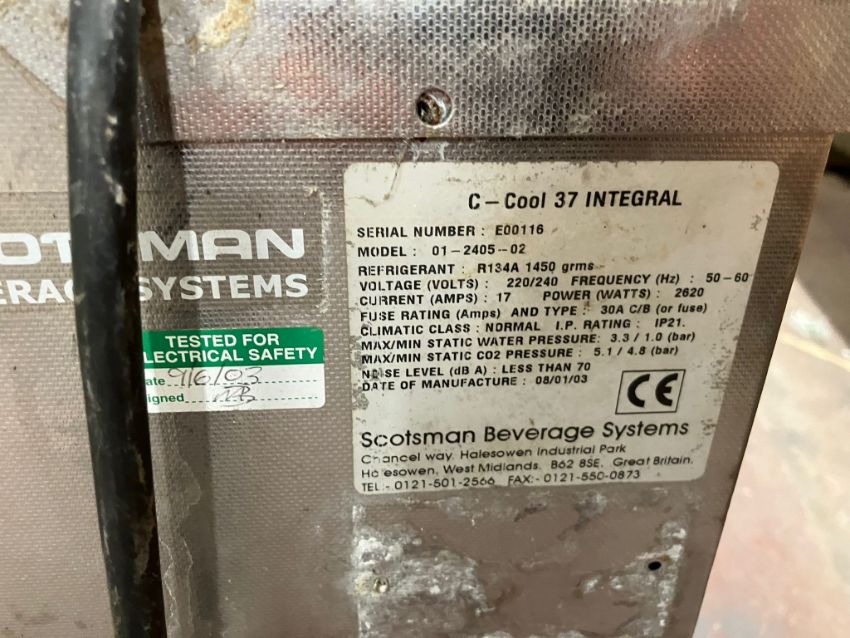 OTSMAN
ERAGE SYSTEMS
TESTED FOR
ELECTRICAL SAFETY
ate 9/6/03
igned
C-Cool 37 INTEGRAL
SERIAL NUMBER : E00116
MODEL : 01-2405-02
REFRIGERANT : R134A 1450 grms
VOLTAGE (VOLTS) : 220/240 FREQUENCY (Hz) : 50-60
CURRENT (AMPS) : 17 POWER (WATTS) : 2620
FUSE RATING (Amps) AND TYPE : 30A C/B (or fuse)
CLIMATIC CLASS : NORMAL I.P. RATING : IP21.
MAX/MIN STATIC WATER PRESSURE: 3.3 / 1.0 (bar)
MAX/MIN STATIC CO2 PRESSURE : 5.1 / 4.8 (bar)
NOISE LEVEL (dB A) : LESS THAN 70
DATE OF MANUFACTURE : 08/01/03
CE
Scotsman Beverage Systems
Chancel way, Halesowen Industrial Park
Halesowen, West Midlands. B62 8SE. Great Britain.
TEL:- 0121-501-2566 FAX:- 0121-550-0873